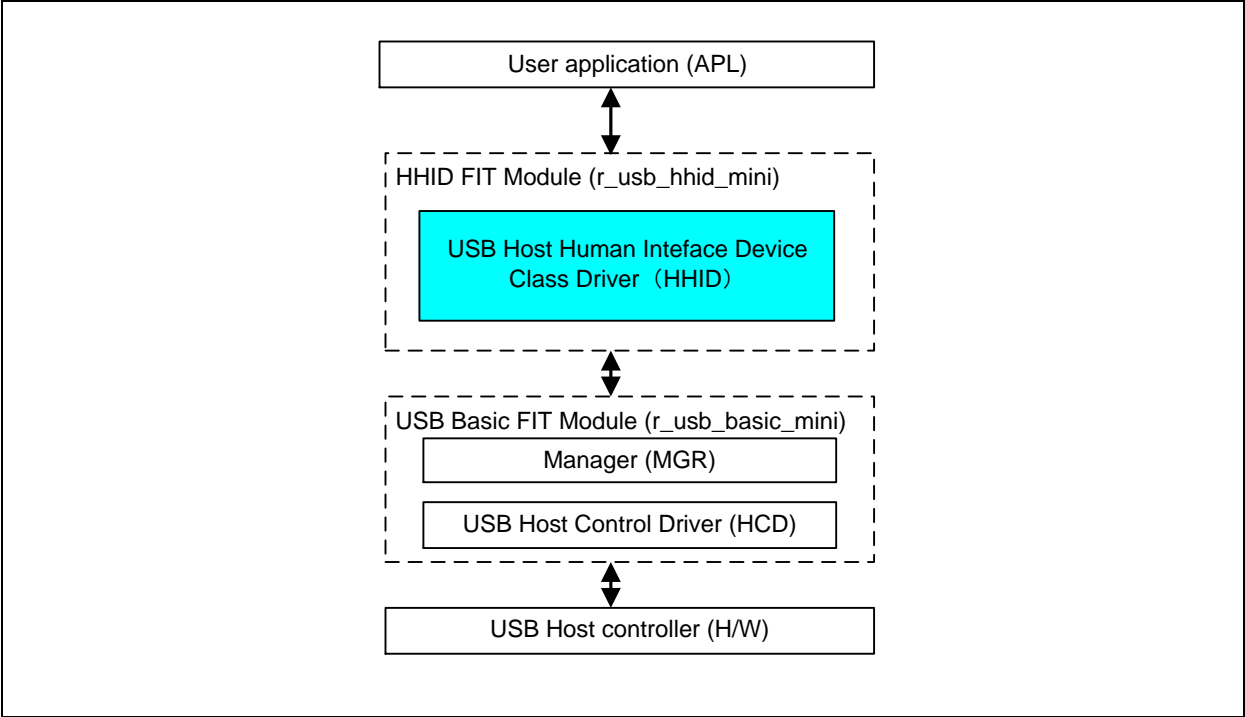 User application (APL)
HHID FIT Module (r_usb_hhid_mini)
USB Host Human Inteface Device
Class Driver（HHID）
USB Basic FIT Module (r_usb_basic_mini)
Manager (MGR)
USB Host Control Driver (HCD)
USB Host controller (H/W)